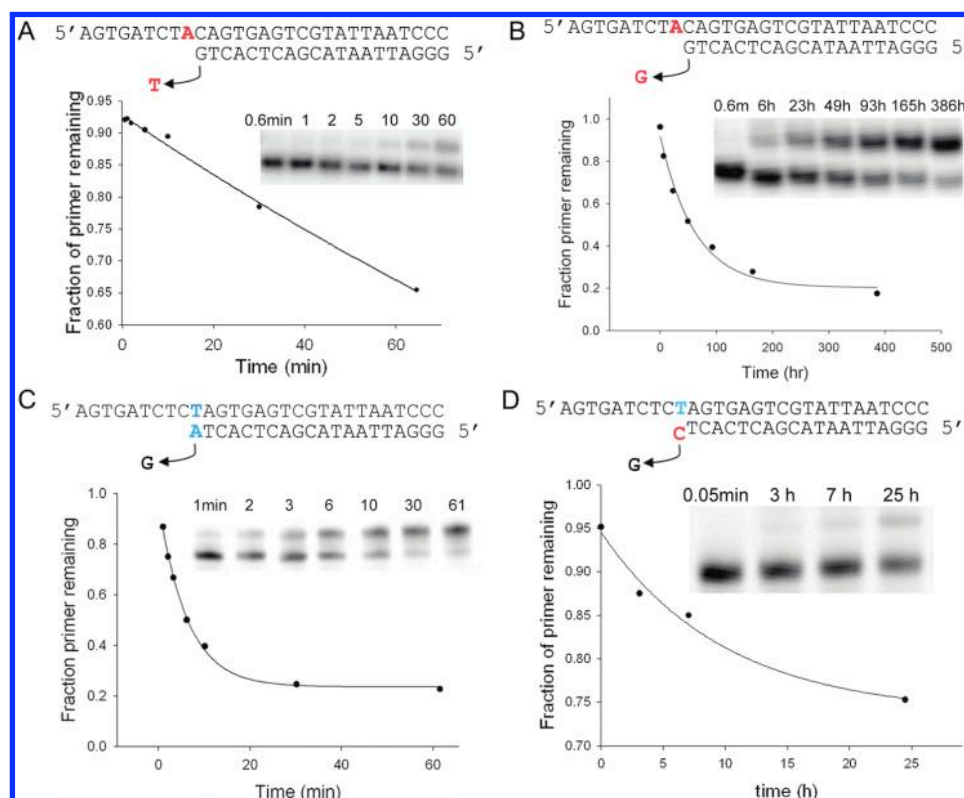 A
5' AGTGATCTACAGTGAGTCGTATTAATCCC
GTCACTCAGCATAATTAGGG 5'
T
0.95
0.90
0.85
0.80
0.75
0.70
0.65
0.60
Fraction of primer remaining
0.6min 1 2 5 10 30 60
0 20 40 60
Time (min)
B
5' AGTGATCTACAGTGAGTCGTATTAATCCC
GTCACTCAGCATAATTAGGG 5
G
1.0
0.8
0.6
0.4
0.2
0.0
Fraction primer remaining
0.6m 6h 23h 49h 93h 165h 386h
0 100 200 300 400 500
Time (hr)
C
5' AGTGATCTCTAGTGAGTCGTATTAATCCC
ATCACTCAGCATAATTAGGG 5'
G
1.0
0.8
0.6
0.4
0.2
0.0
Fraction primer remaining
1min 2 3 6 10 30 61
0 20 40 60
Time (min)
D
5' AGTGATCTCTAGTGAGTCGTATTAATCCC
CTCACTCAGCATAATTAGGG 5'
G
1.00
0.95
0.90
0.85
0.75
0.70
Fraction of primer remaining
0.05min 3 h 7 h 25 h
0 5 10 15 20 25
time (h)